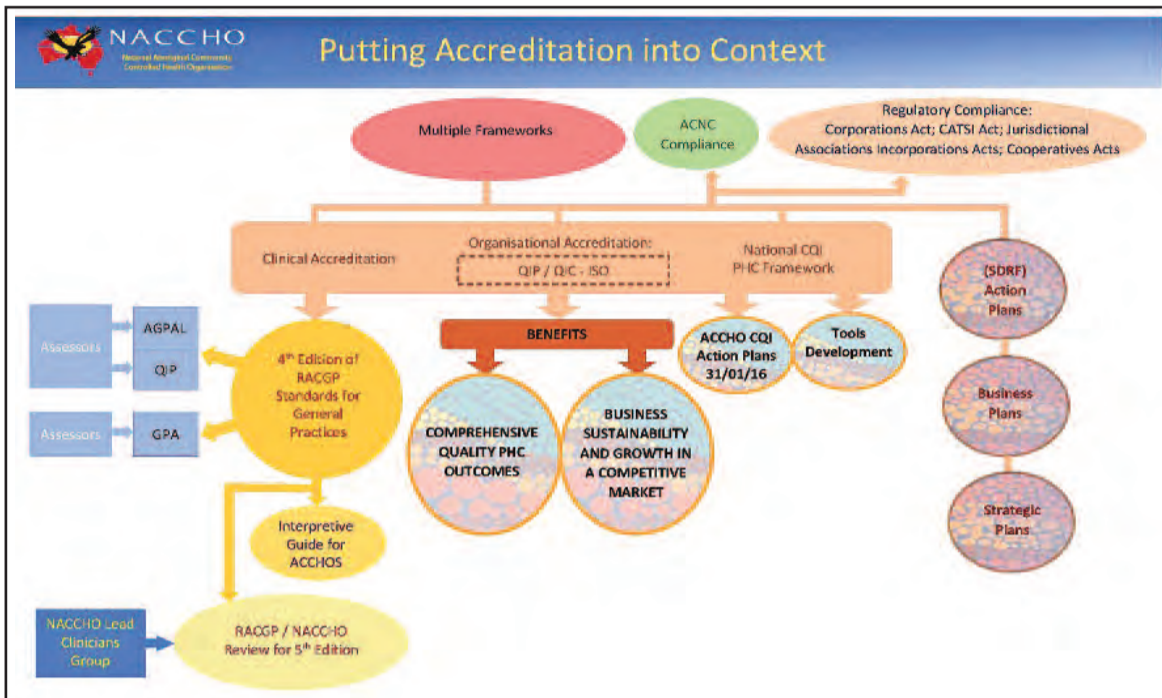 NACCHO
National Aboriginal Community
Controlled Health Organisation
Putting Accreditation into Context
Multiple Frameworks
ACNC
Compliance
Regulatory Compliance:
Corporations Act; CATSI Act; Jurisdictional
Associations Incorporations Acts; Cooperatives Acts
Clinical Accreditation
Organisational Accreditation:
QIP / QIC - ISO
National CQI
PHC Framework
(SDRF)
Action
Plans
Business
Plans
Strategic
Plans
Assessors
AGPAL
QIP
Assessors
GPA
4th Edition of
RACGP
Standards for
General
Practices
BENEFITS
COMPREHENSIVE
QUALITY PHC
OUTCOMES
BUSINESS
SUSTAINABILITY
AND GROWTH IN
A COMPETITIVE
MARKET
ACCHO CQI
Action Plans
31/01/16
Tools
Development
Interpretive
Guide for
ACCHOS
NACCHO Lead
Clinicians
Group
RACGP / NACCHO
Review for 5th Edition